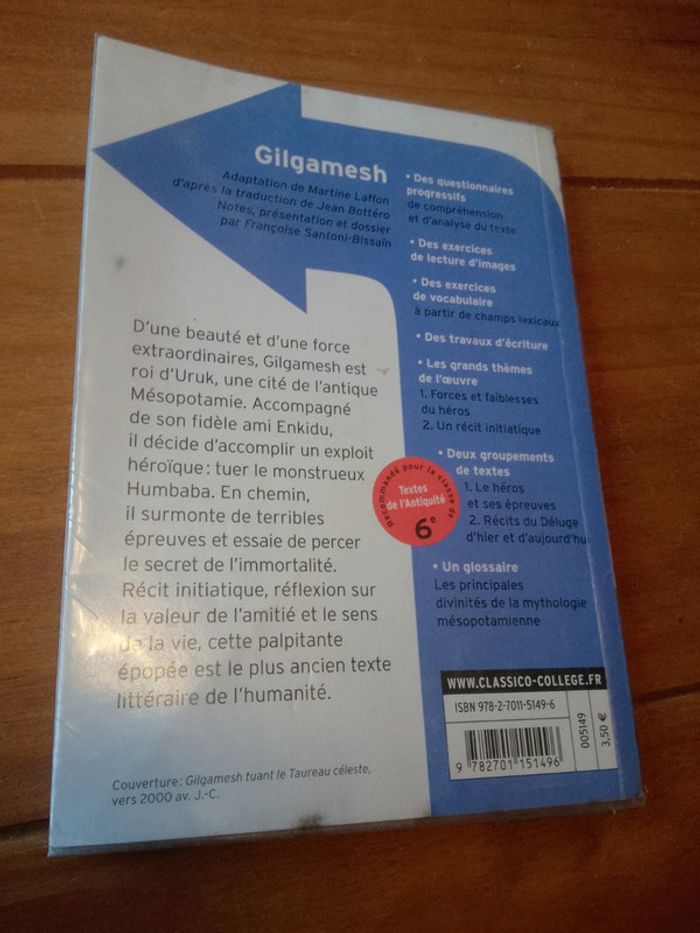 Gilgamesh
Adaptation de Martine Laffon
d'après la traduction de Jean Bottéro
Notes, présentation et dossier
par Françoise Santoni-Bissaïn
D'une beauté et d'une force
extraordinaires, Gilgamesh est
roi d'Uruk, une cité de l'antique
Mésopotamie. Accompagné
de son fidèle ami Enkidu,
il décide d'accomplir un exploit
héroïque : tuer le monstrueux
Humbaba. En chemin,
il surmonte de terribles
épreuves et essaie de percer
le secret de l'immortalité.
Récit initiatique, réflexion sur
la valeur de l'amitié et le sens
de la vie, cette palpitante
épopée est le plus ancien texte
littéraire de l'humanité.
Couverture : Gilgamesh tuant le Taureau céleste,
vers 2000 av. J.-C.
• Des questionnaires
progressifs
de compréhension
et d'analyse du texte
• Des exercices
de lecture d'images
• Des exercices
de vocabulaire
à partir de champs lexicaux
• Des travaux d'écriture
• Les grands thèmes
de l'œuvre
1. Forces et faiblesses
du héros
2. Un récit initiatique
• Deux groupements
de textes
1. Le héros
et ses épreuves
2. Récits du Déluge
d'hier et d'aujourd'hu
• Un glossaire
Les principales
divinités de la mythologie
mésopotamienne
Recommandé pour la classe de
Textes
de l'Antiquité
6e
WWW.CLASSICO-COLLEGE.FR
ISBN 978-2-7011-5149-6
9 782701 151496
005149
3,50 €